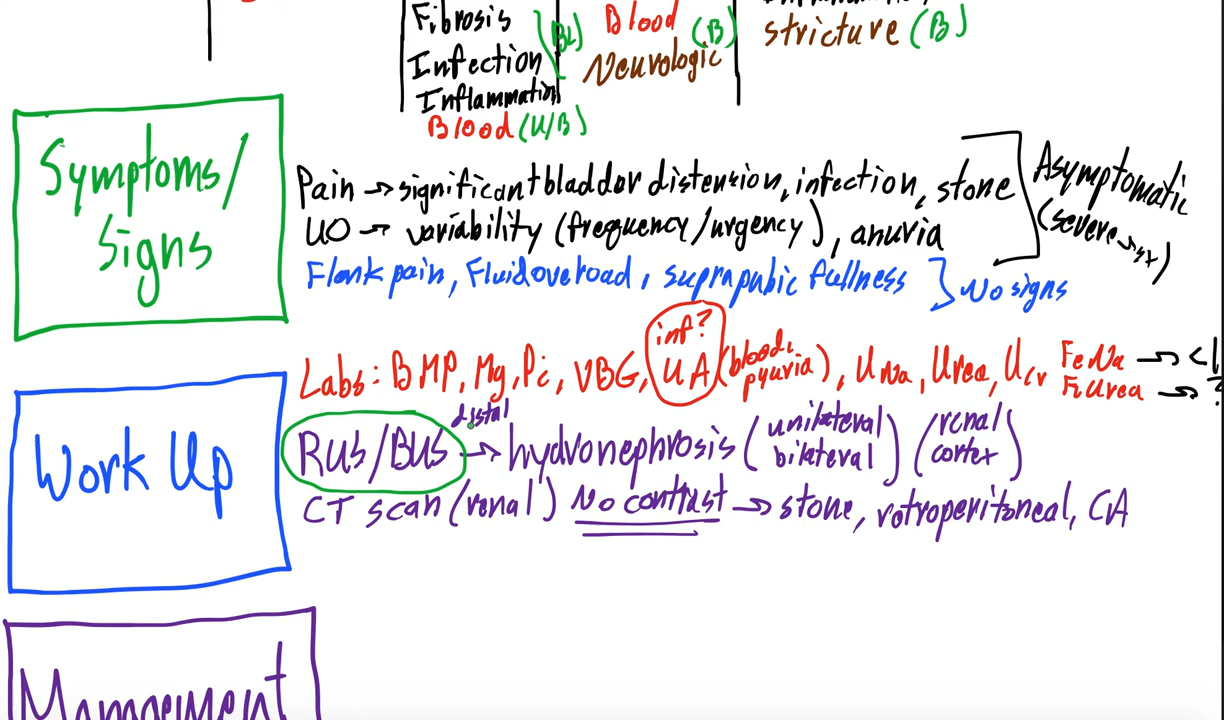 Fibrosis
Infection
Inflammation
Blood (U/B)
Blood (B)
Neurologic
stricture (B)
Symptoms/
Signs
Pain → significant bladder distension, infection, stone
UO → variability (frequency/urgency), anuria
Asymptomatic
(severe → sx)
Flank pain, Fluid overoad, suprapubic fullness
No signs
Work Up
inf?
Labs: BMP, Mg, Pi, VBG, UA (blood, pyuria), UNa, Urea, Ucr
FeNa → <1
FeUrea → ?
distal
RUS/BUS → hydronephrosis (unilateral bilateral) (renal cortex)
CT scan (renal) No contrast → stone, retroperitoneal, CA
Management